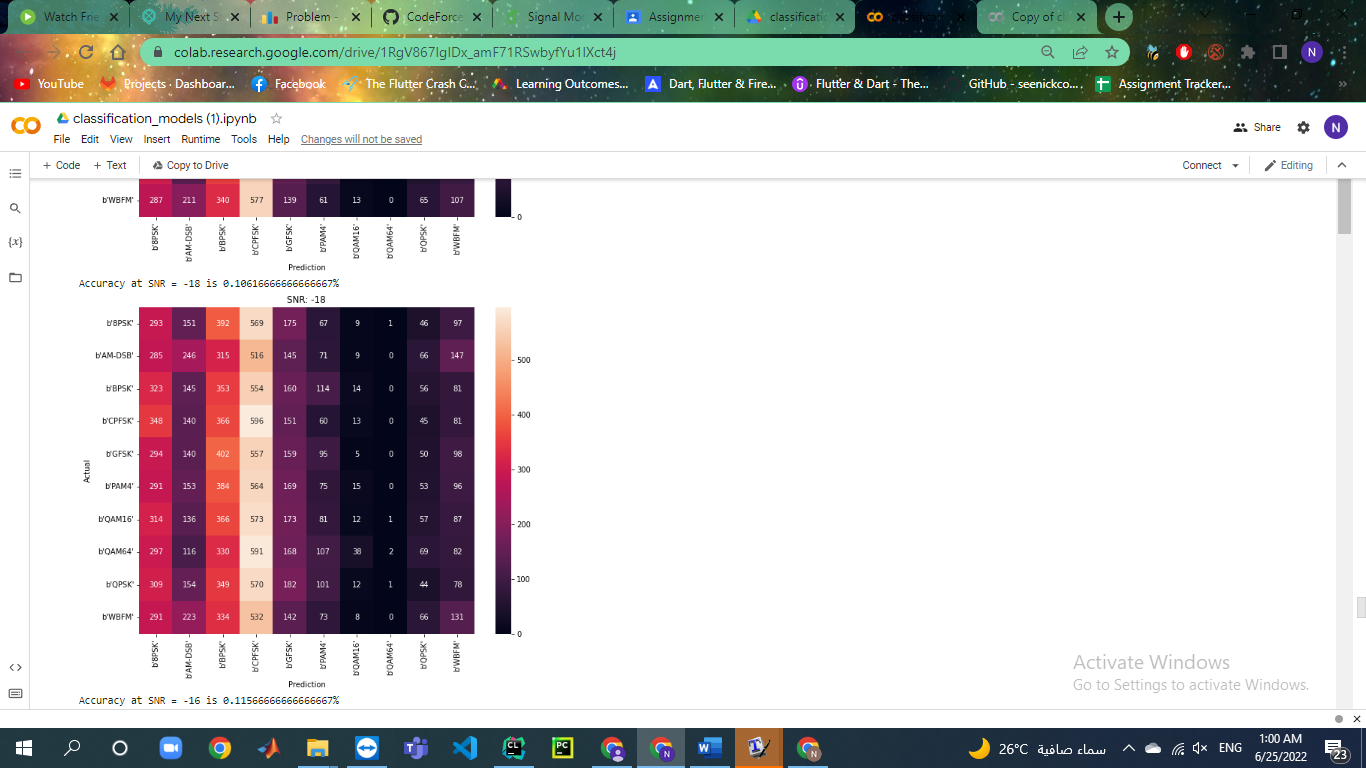 Watch Frie
My Next S
Problem -
CodeForce
Signal Mo
Assignmen
classificatio
Copy of cl
colab.research.google.com/drive/1RgV867IgIDx_amF71RSwbyfYu1IXct4j
N
YouTube
Projects · Dashboar...
Facebook
The Flutter Crash C...
Learning Outcomes...
Dart, Flutter & Fire...
Flutter & Dart - The...
GitHub - seenickco...
Assignment Tracker...
»
classification_models (1).ipynb
File Edit View Insert Runtime Tools Help Changes will not be saved
Share
N
+ Code + Text Copy to Drive
Connect
Editing
{x}
b'WBFM' 287 211 340 577 139 61 13 0 65 107
0
b'8PSK' b'AM-DSB' b'BPSK' b'CPFSK' b'GFSK' b'PAM4' b'QAM16' b'QAM64' b'QPSK' b'WBFM'
Prediction
Accuracy at SNR = -18 is 0.10616666666666667%
SNR: -18
b'8PSK' 293 151 392 569 175 67 9 1 46 97
b'AM-DSB' 285 246 315 516 145 71 9 0 66 147
b'BPSK' 323 145 353 554 160 114 14 0 56 81
b'CPFSK' 348 140 366 596 151 60 13 0 45 81
b'GFSK' 294 140 402 557 159 95 5 0 50 98
b'PAM4' 291 153 384 564 169 75 15 0 53 96
b'QAM16' 314 136 366 573 173 81 12 1 57 87
b'QAM64' 297 116 330 591 168 107 38 2 69 82
b'QPSK' 309 154 349 570 182 101 12 1 44 78
b'WBFM' 291 223 334 532 142 73 8 0 66 131
Actual
500
400
300
200
100
0
b'8PSK' b'AM-DSB' b'BPSK' b'CPFSK' b'GFSK' b'PAM4' b'QAM16' b'QAM64' b'QPSK' b'WBFM'
Prediction
Accuracy at SNR = -16 is 0.11566666666666667%
Activate Windows
Go to Settings to activate Windows.
26°C سماء صافية
ENG
1:00 AM
6/25/2022
23